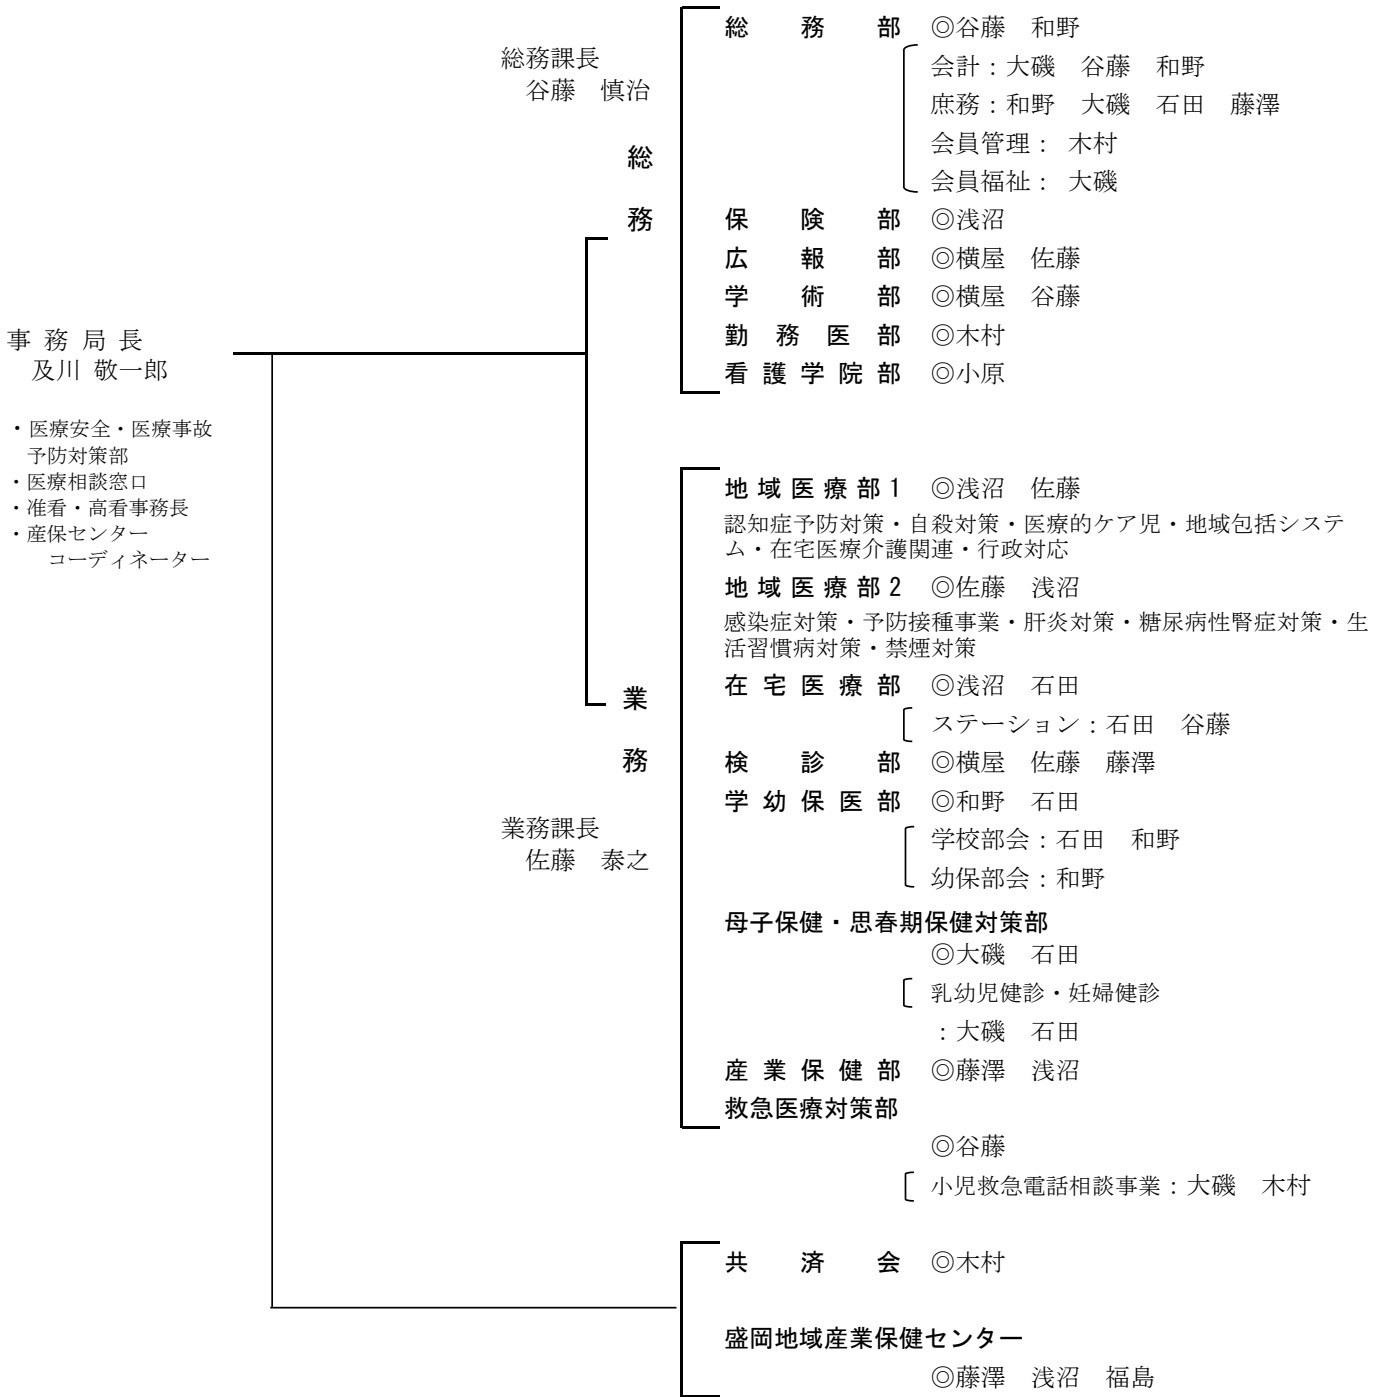 事務局長
及川 敬一郎
・医療安全・医療事故
予防対策部
・医療相談窓口
・准看・高看事務長
・産保センター
コーディネーター
総務課長
谷藤 慎治
総
務
総務部 ◎谷藤 和野
会計：大磯 谷藤 和野
庶務：和野 大磯 石田 藤澤
会員管理： 木村
会員福祉： 大磯
保険部 ◎浅沼
広報部 ◎横屋 佐藤
学術部 ◎横屋 谷藤
勤務医部 ◎木村
看護学院部 ◎小原
業
務
業務課長
佐藤 泰之
地域医療部1 ◎浅沼 佐藤
認知症予防対策・自殺対策・医療的ケア児・地域包括システ
ム・在宅医療介護関連・行政対応
地域医療部2 ◎佐藤 浅沼
感染症対策・予防接種事業・肝炎対策・糖尿病性腎症対策・生
活習慣病対策・禁煙対策
在宅医療部 ◎浅沼 石田
ステーション：石田 谷藤
検診部 ◎横屋 佐藤 藤澤
学幼保医部 ◎和野 石田
学校部会：石田 和野
幼保部会：和野
母子保健・思春期保健対策部
◎大磯 石田
乳幼児健診・妊婦健診
：大磯 石田
産業保健部 ◎藤澤 浅沼
救急医療対策部
◎谷藤
小児救急電話相談事業：大磯 木村
共済会 ◎木村
盛岡地域産業保健センター
◎藤澤 浅沼 福島